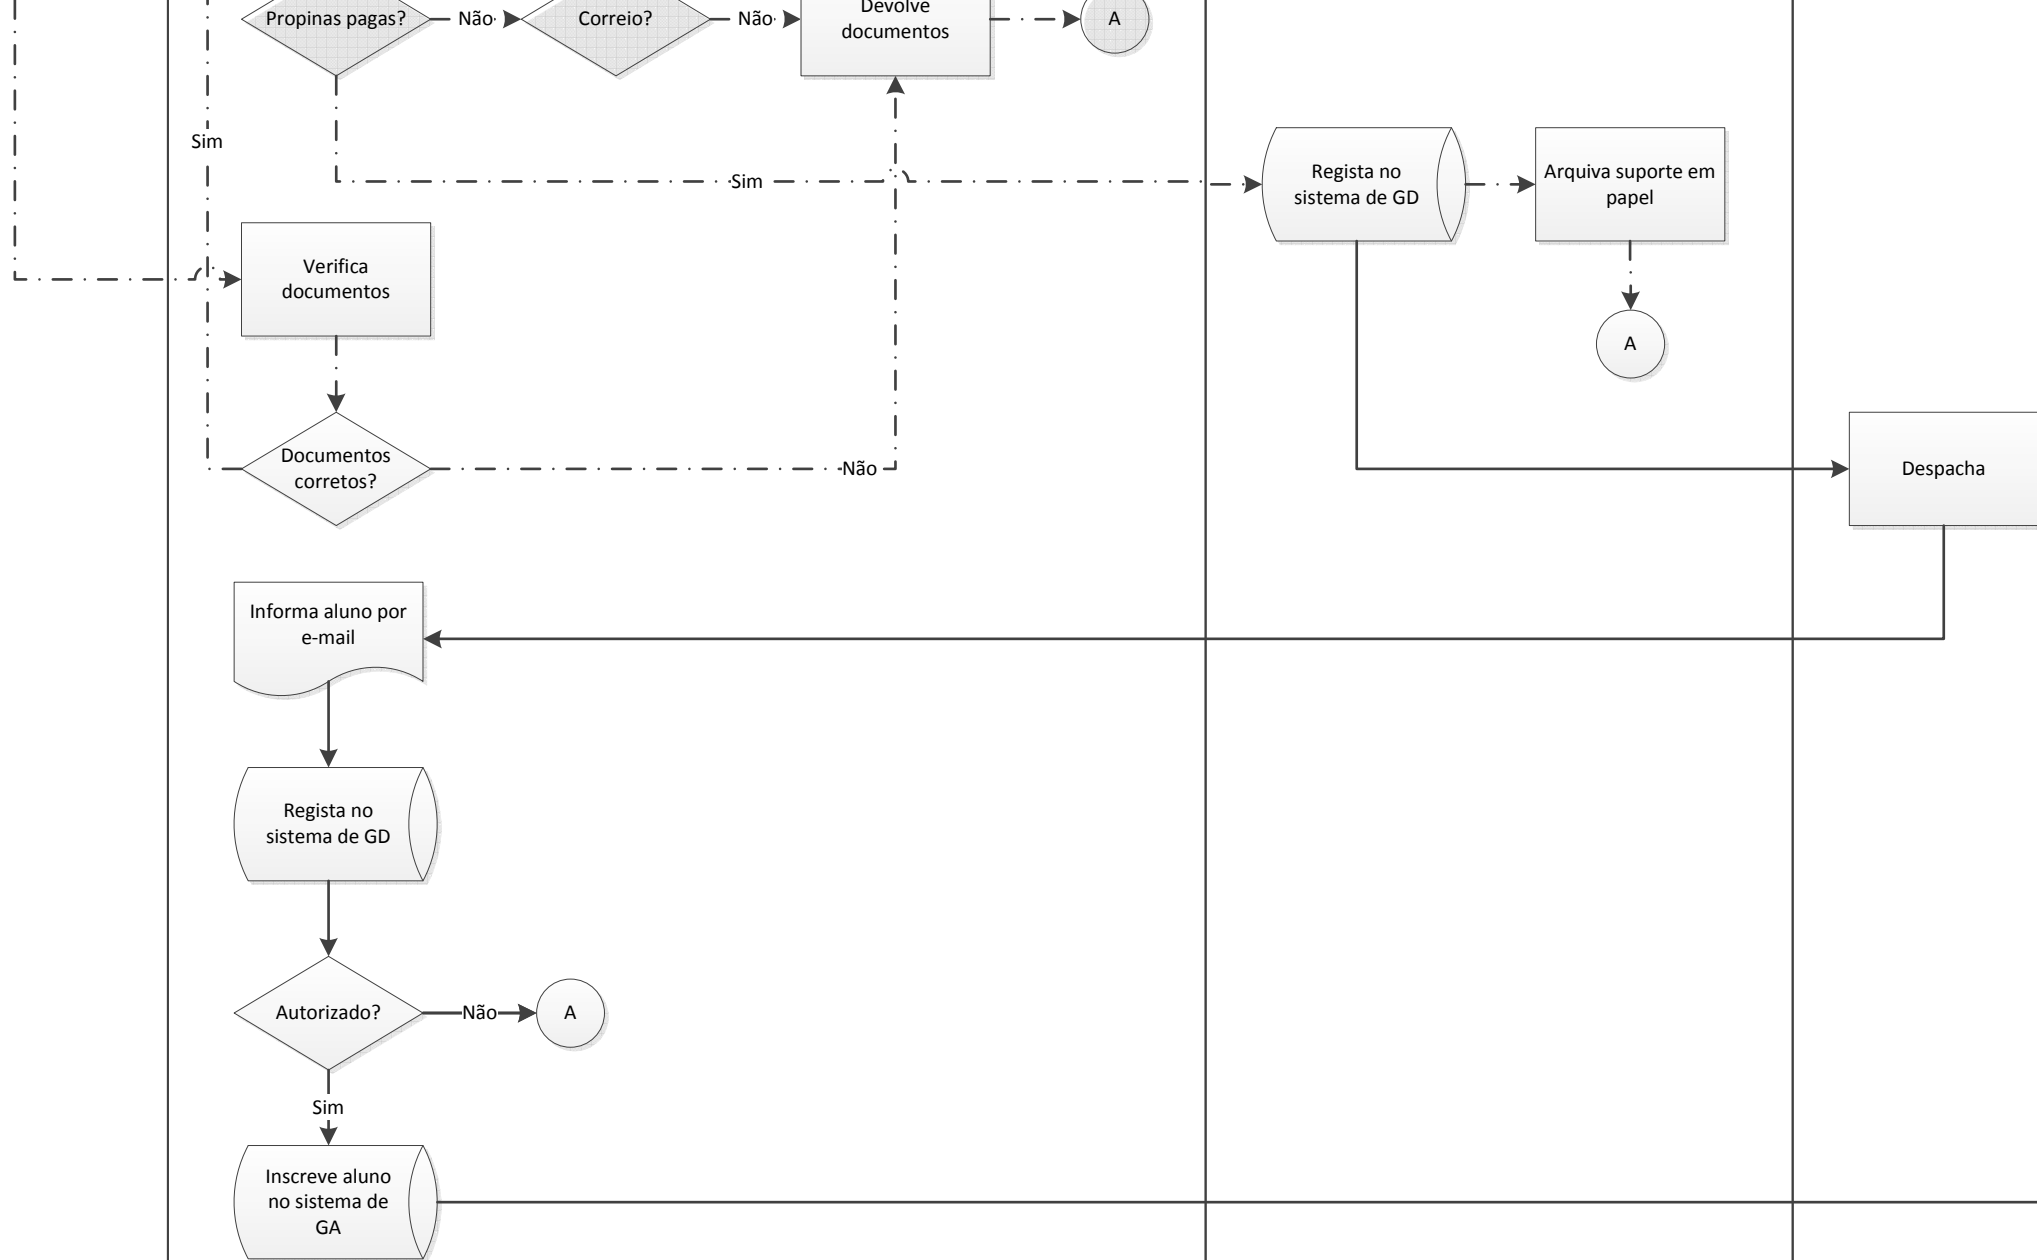 Propinas pagas?
Não
Correio?
Não
Devolve
documentos
A
Sim
Sim
Regista no
sistema de GD
Arquiva suporte em
papel
Verifica
documentos
A
Documentos
corretos?
Não
Despacha
Informa aluno por
e-mail
Regista no
sistema de GD
Autorizado?
Não
A
Sim
Inscreve aluno
no sistema de
GA